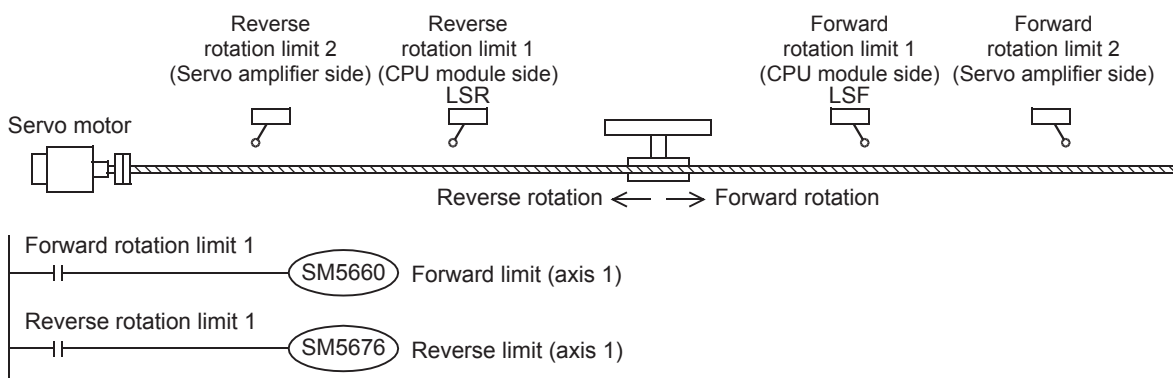 Reverse
rotation limit 2
(Servo amplifier side)
Reverse
rotation limit 1
(CPU module side)
LSR
Forward
rotation limit 1
(CPU module side)
LSF
Forward
rotation limit 2
(Servo amplifier side)
Servo motor
Reverse rotation
Forward rotation
Forward rotation limit 1
SM5660
Forward limit (axis 1)
Reverse rotation limit 1
SM5676
Reverse limit (axis 1)